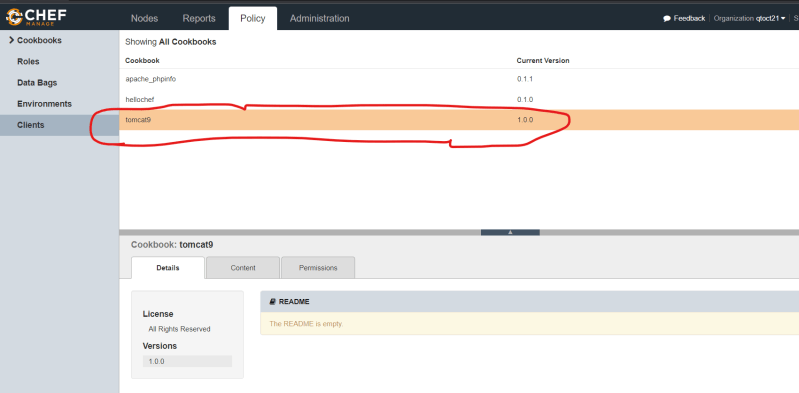 CHEF
MANAGE
Nodes Reports Policy Administration
Feedback Organization qtoct21
Cookbooks
Roles
Data Bags
Environments
Clients
Showing All Cookbooks
Cookbook Current Version
apache_phpinfo 0.1.1
hellochef 0.1.0
tomcat9 1.0.0
Cookbook: tomcat9
Details Content Permissions
License
All Rights Reserved
Versions
1.0.0
README
The README is empty.